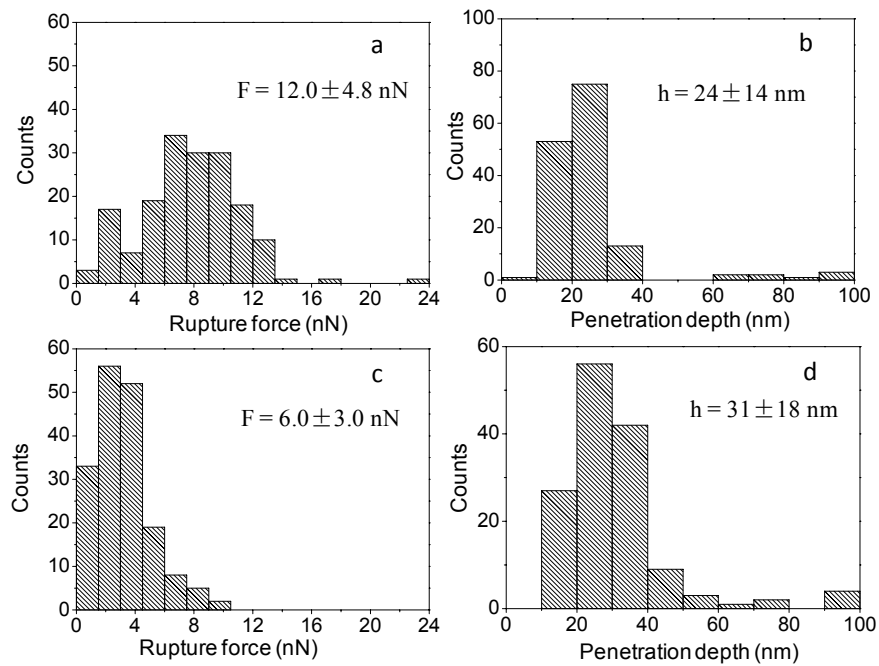 a
F = 12.0±4.8 nN
60
50
40
30
20
10
0
Counts
0 4 8 12 16 20 24
Rupture force (nN)
b
h = 24±14 nm
100
80
60
40
20
0
Counts
0 20 40 60 80 100
Penetration depth (nm)
c
F = 6.0±3.0 nN
60
50
40
30
20
10
0
Counts
0 4 8 12 16 20 24
Rupture force (nN)
d
h = 31±18 nm
60
40
20
0
Counts
0 20 40 60 80 100
Penetration depth (nm)